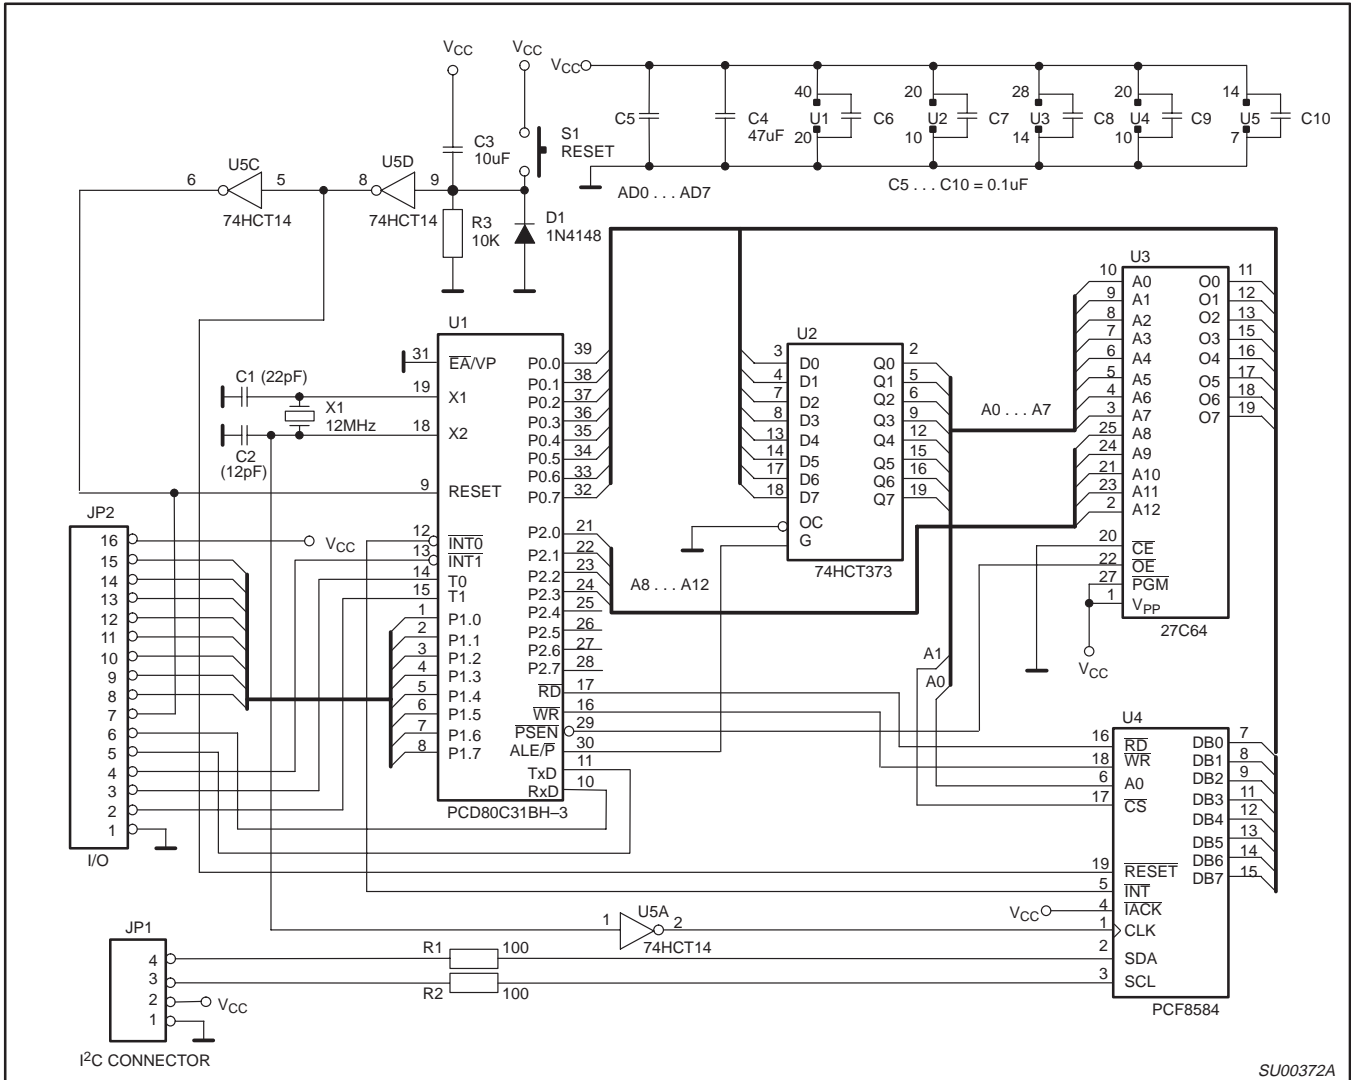 VCC VCC VCC
C5 C4 47uF
40 U1 20 C6
20 U2 10 C7
28 U3 14 C8
20 U4 10 C9
14 U5 7 C10
C3 10uF
S1 RESET
AD0 . . . AD7
C5 . . . C10 = 0.1uF
6 U5C 5 74HCT14
8 U5D 9 74HCT14
R3 10K
D1 1N4148
U1
31 EA/VP
19 X1
18 X2
9 RESET
12 INT0
13 INT1
14 T0
15 T1
1 P1.0
2 P1.1
3 P1.2
4 P1.3
5 P1.4
6 P1.5
7 P1.6
8 P1.7
P0.0 39
P0.1 38
P0.2 37
P0.3 36
P0.4 35
P0.5 34
P0.6 33
P0.7 32
P2.0 21
P2.1 22
P2.2 23
P2.3 24
P2.4 25
P2.5 26
P2.6 27
P2.7 28
RD 17
WR 16
PSEN 29
ALE/P 30
TxD 11
RxD 10
PCD80C31BH–3
C1 (22pF)
X1
12MHz
C2
(12pF)
U2
3 D0 Q0 2
4 D1 Q1 5
7 D2 Q2 6
8 D3 Q3 9
13 D4 Q4 12
14 D5 Q5 15
17 D6 Q6 16
18 D7 Q7 19
OC
G
74HCT373
A0 . . . A7
A8 . . . A12
A1
A0
U3
10 A0 O0 11
9 A1 O1 12
8 A2 O2 13
7 A3 O3 15
6 A4 O4 16
5 A5 O5 17
4 A6 O6 18
3 A7 O7 19
25 A8
24 A9
21 A10
23 A11
2 A12
20 CE
22 OE
27 PGM
1 VPP
27C64
VCC
JP2
16 VCC
15
14
13
12
11
10
9
8
7
6
5
4
3
2
1
I/O
U4
16 RD DB0 7
18 WR DB1 8
6 A0 DB2 9
17 CS DB3 11
DB4 12
DB5 13
DB6 14
DB7 15
19 RESET
5 INT
VCC 4 IACK
1 CLK
2 SDA
3 SCL
PCF8584
1 U5A 2
74HCT14
R1 100
R2 100
JP1
4
3
2 VCC
1
I2C CONNECTOR
SU00372A